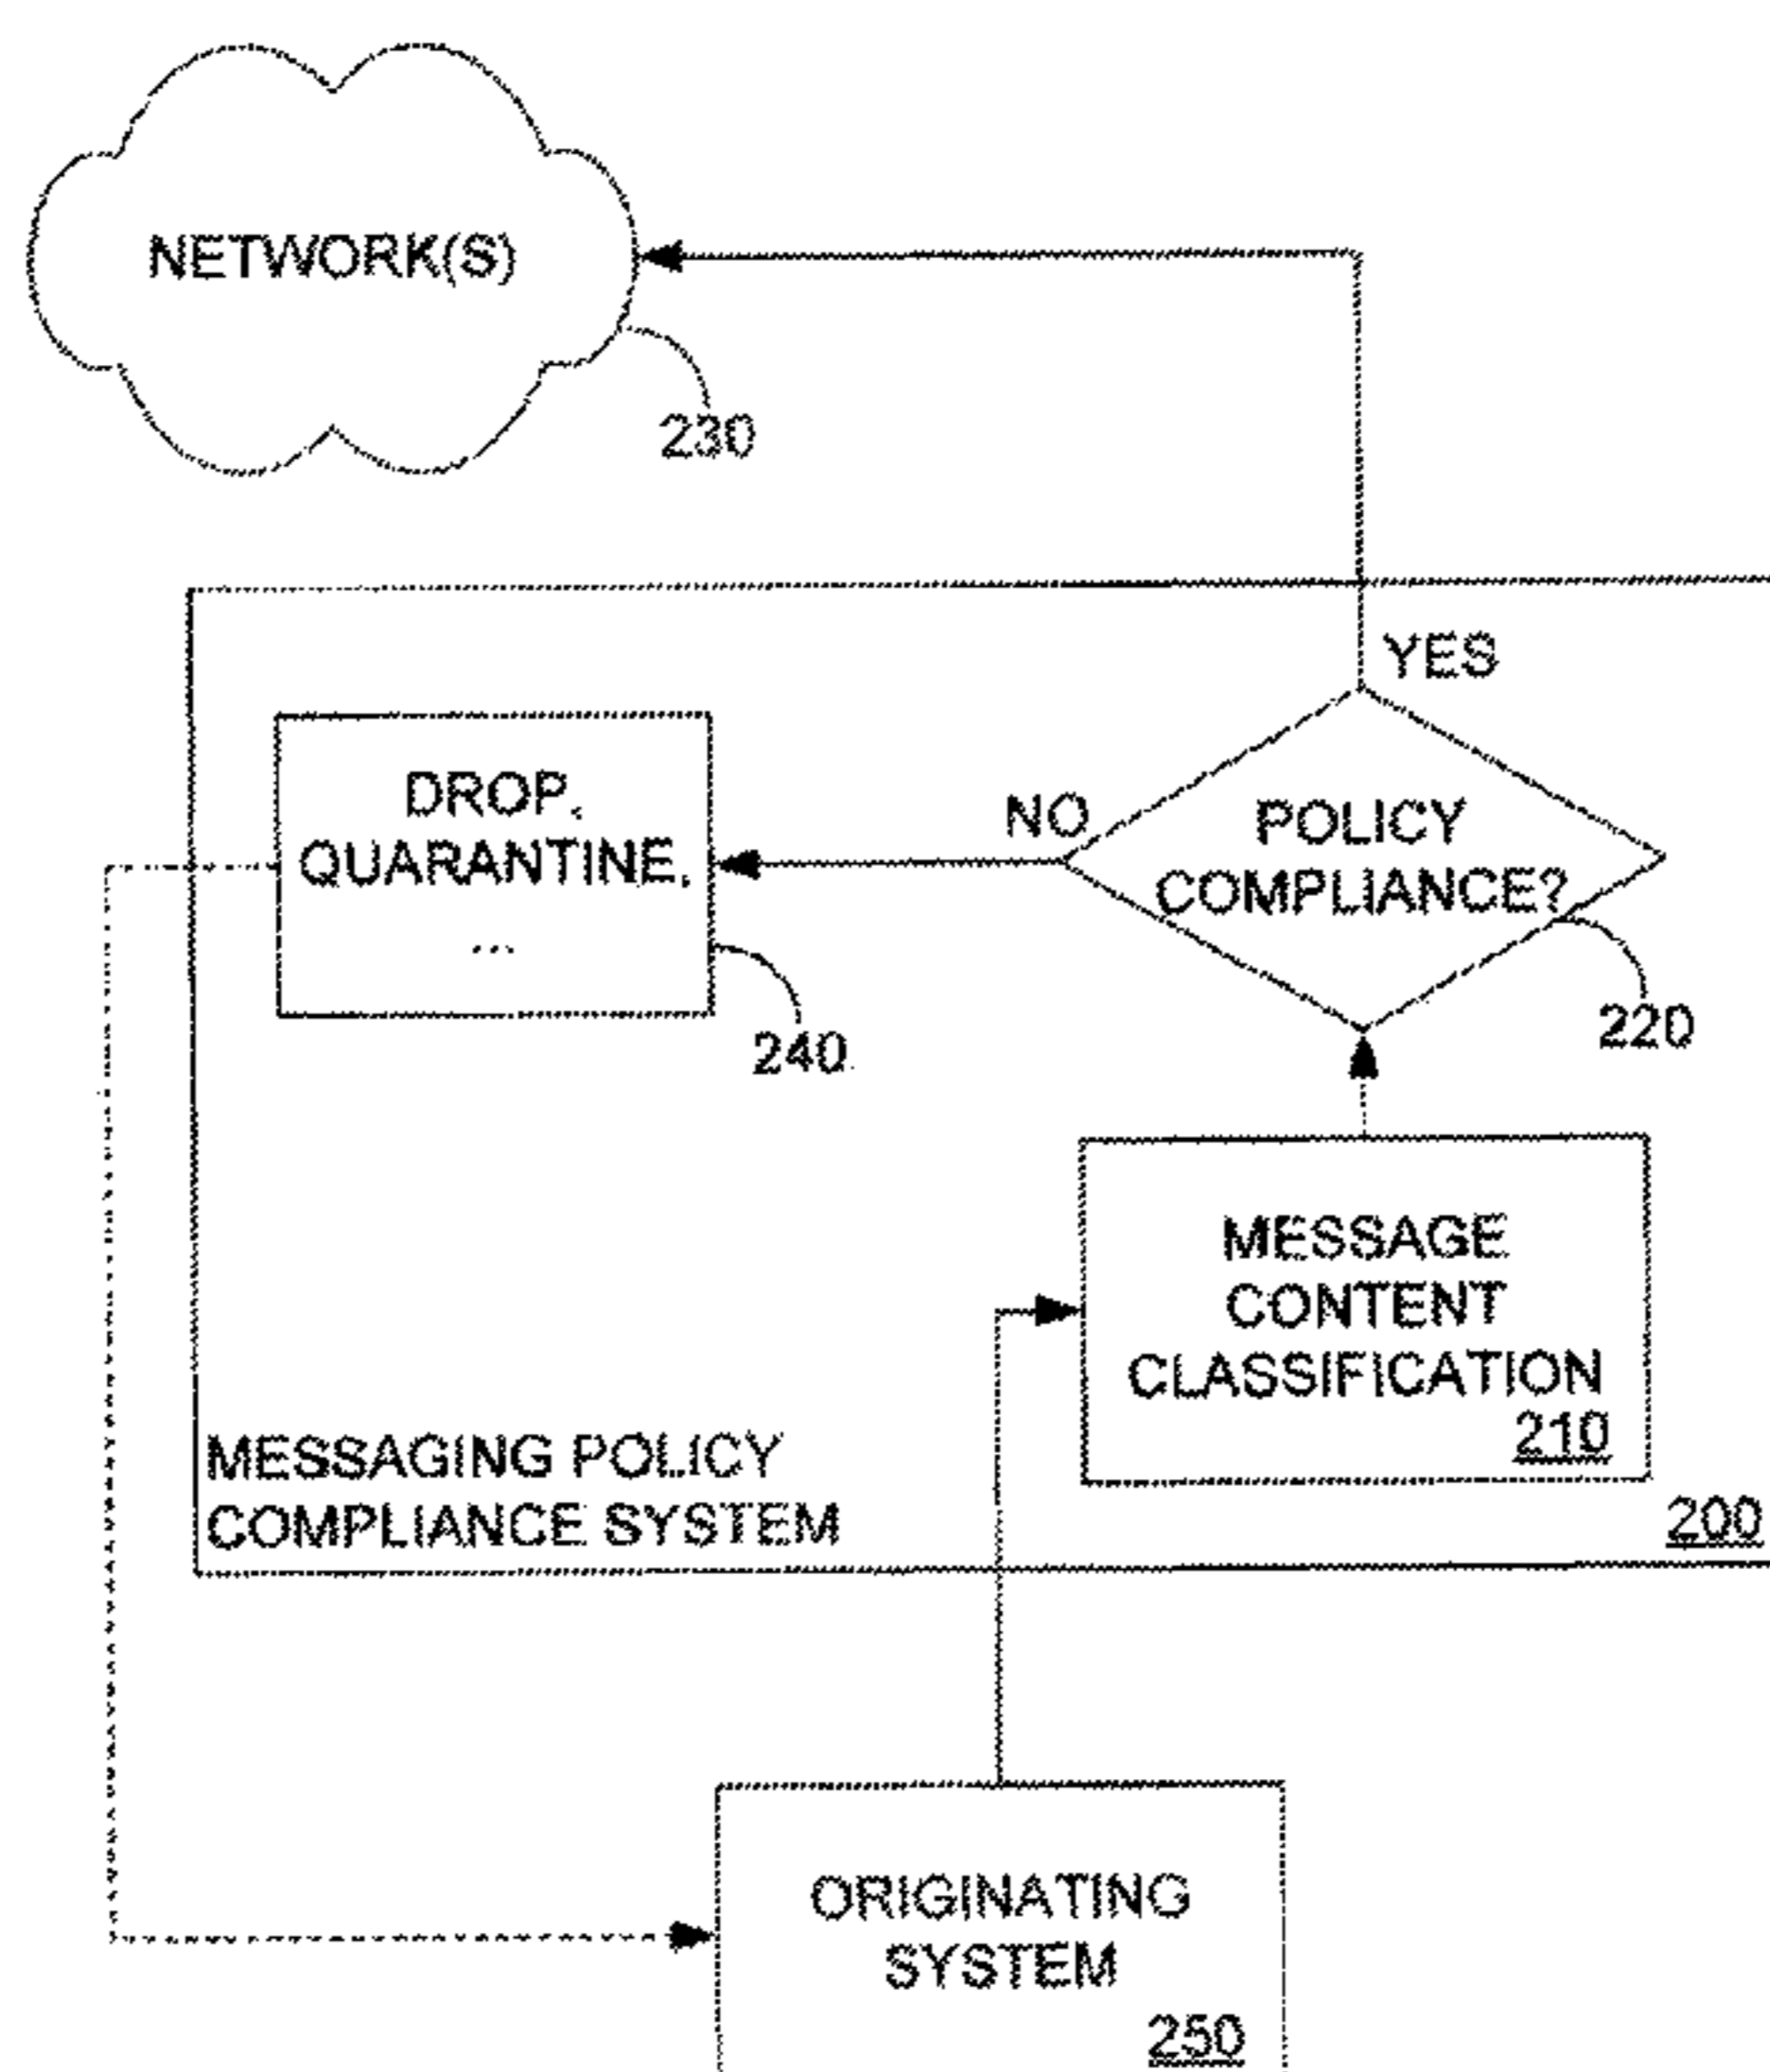 NETWORK(S)
230
YES
DROP,
QUARANTINE,
...
240
NO
POLICY
COMPLIANCE?
220
MESSAGE
CONTENT
CLASSIFICATION
210
MESSAGING POLICY
COMPLIANCE SYSTEM
200
ORIGINATING
SYSTEM
250